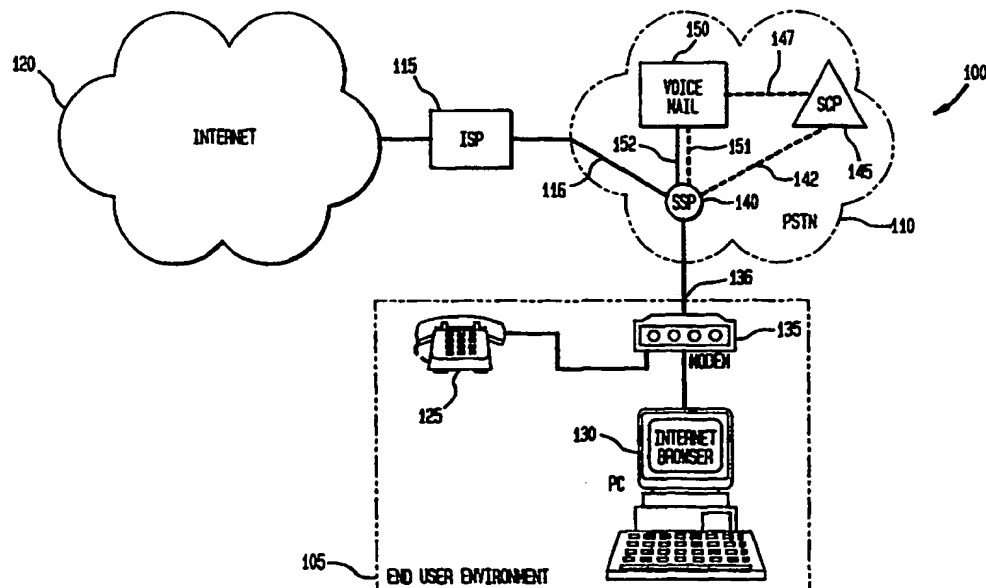 150
147
120
100
115
VOICE
MAIL
SCP
INTERNET
ISP
152
151
116
145
142
SSP
140
PSTN
110
136
135
MODEM
125
130
INTERNET
BROWSER
PC
105
END USER ENVIRONMENT